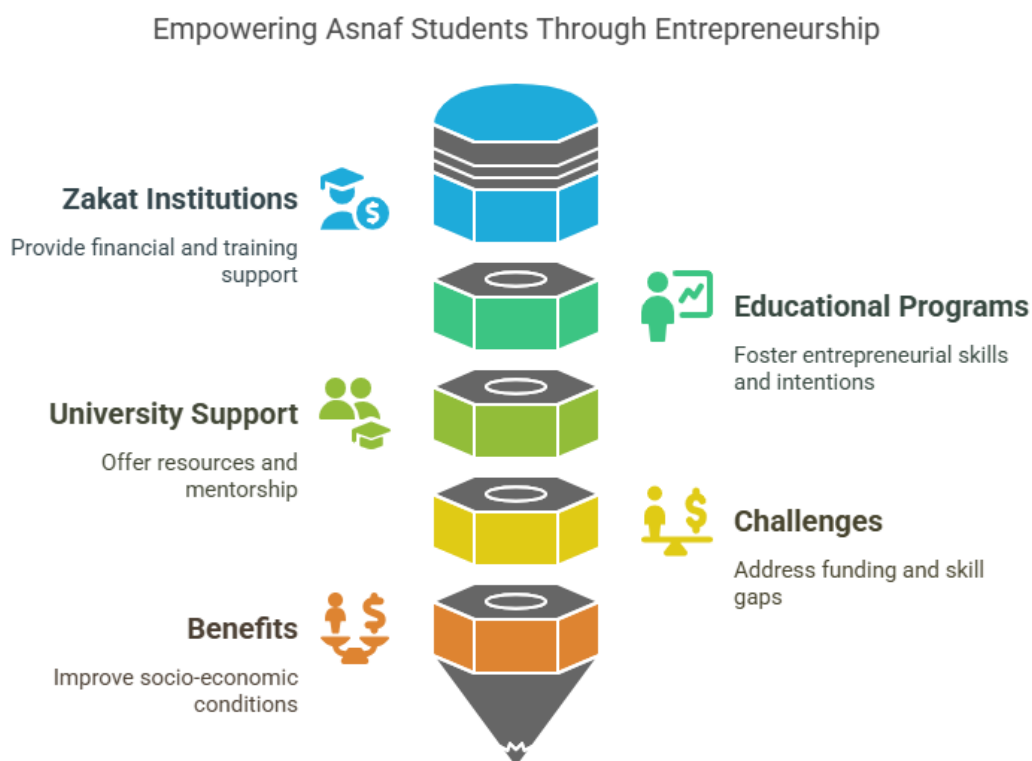 Empowering Asnaf Students Through Entrepreneurship
Zakat Institutions
Provide financial and training
support
Educational Programs
Foster entrepreneurial skills
and intentions
University Support
Offer resources and
mentorship
Challenges
Address funding and skill
gaps
Benefits
Improve socio-economic
conditions